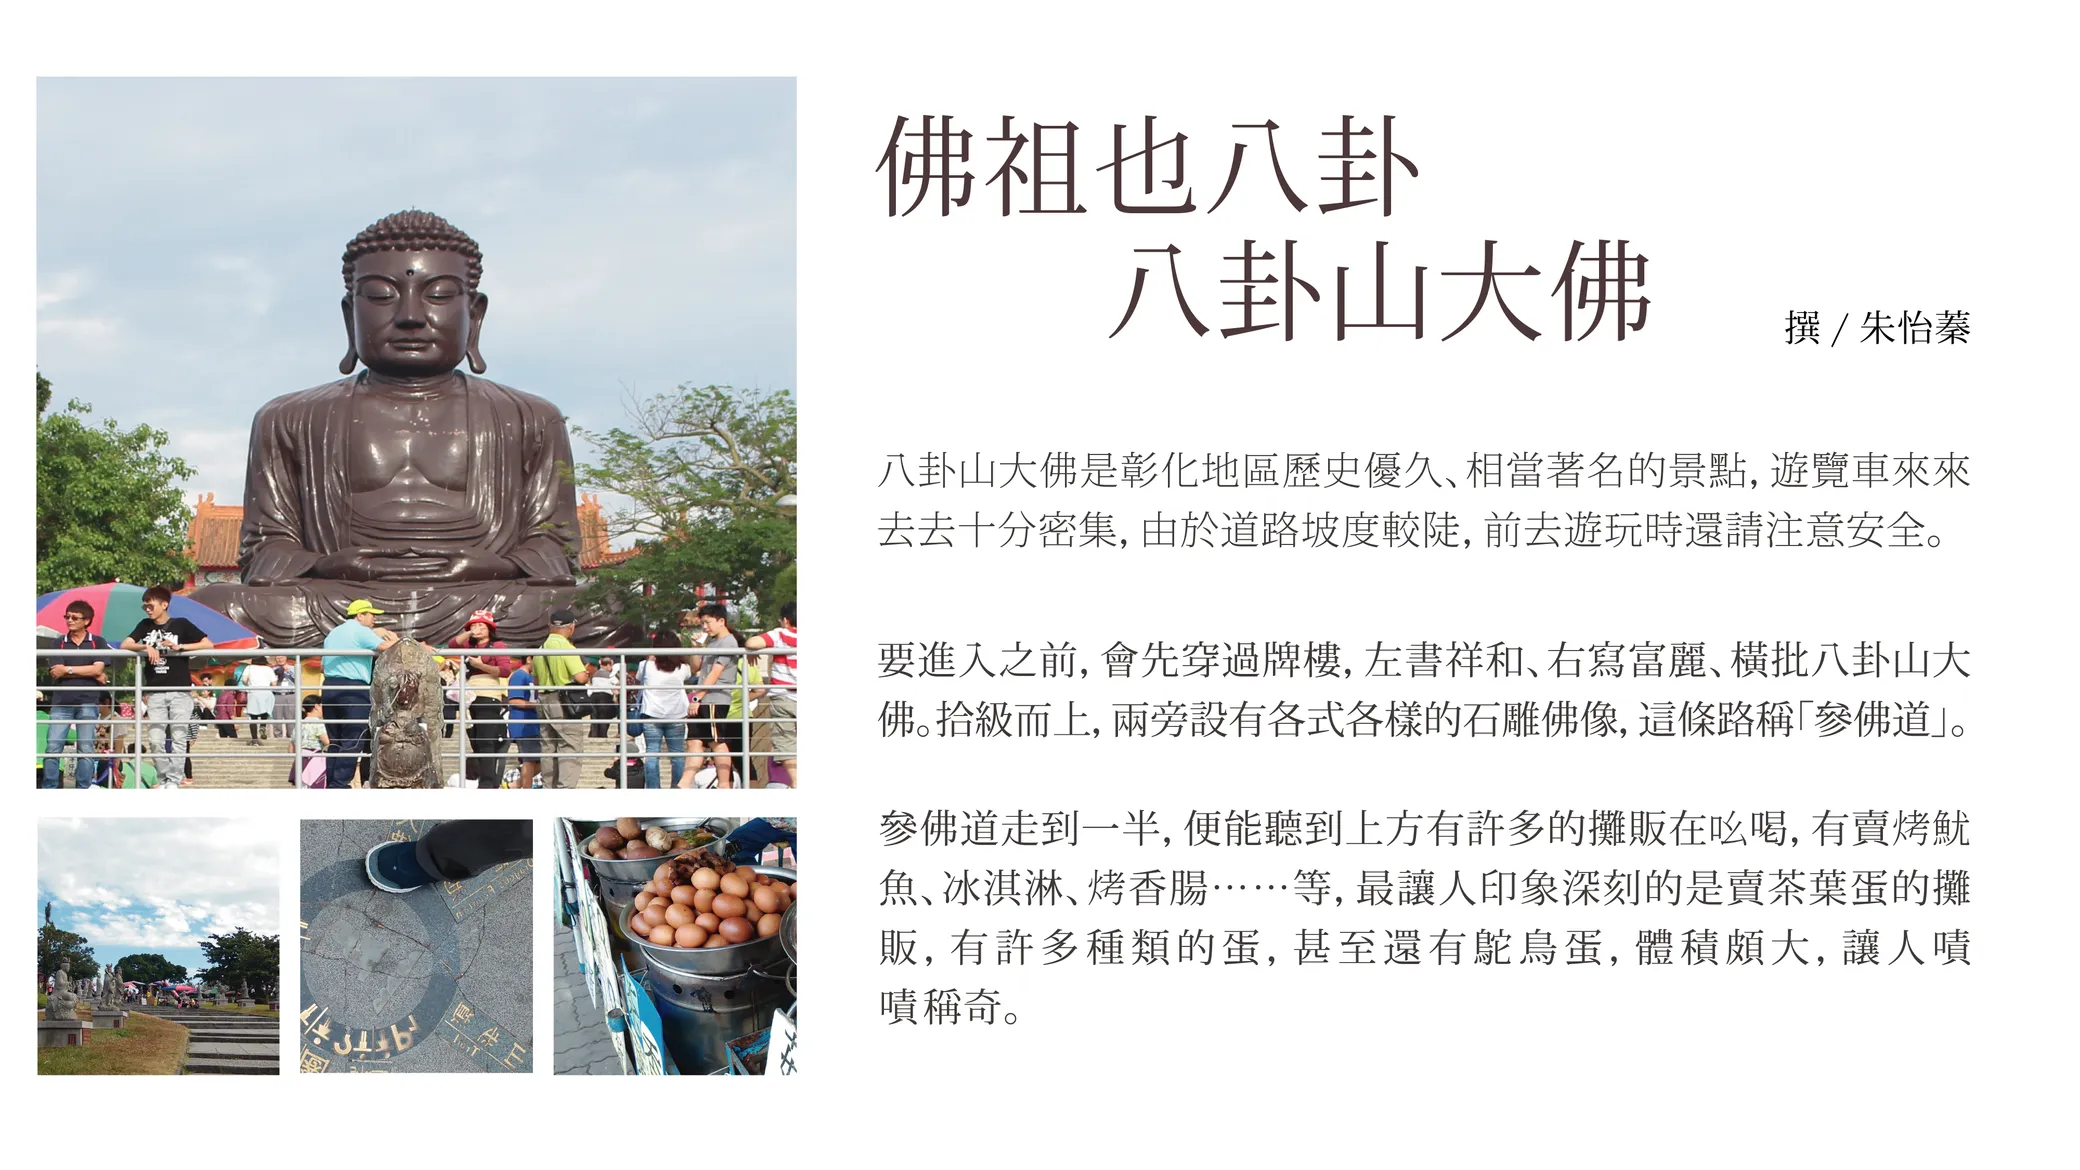 佛祖也八卦
八卦山大佛
撰 / 朱怡蓁
八卦山大佛是彰化地區歷史優久、相當著名的景點，遊覽車來來
去去十分密集，由於道路坡度較陡，前去遊玩時還請注意安全。
要進入之前，會先穿過牌樓，左書祥和、右寫富麗、橫批八卦山大
佛。拾級而上，兩旁設有各式各樣的石雕佛像，這條路稱「參佛道」。
參佛道走到一半，便能聽到上方有許多的攤販在吆喝，有賣烤魷
魚、冰淇淋、烤香腸⋯⋯等，最讓人印象深刻的是賣茶葉蛋的攤
販，有許多種類的蛋，甚至還有鴕鳥蛋，體積頗大，讓人嘖
嘖稱奇。